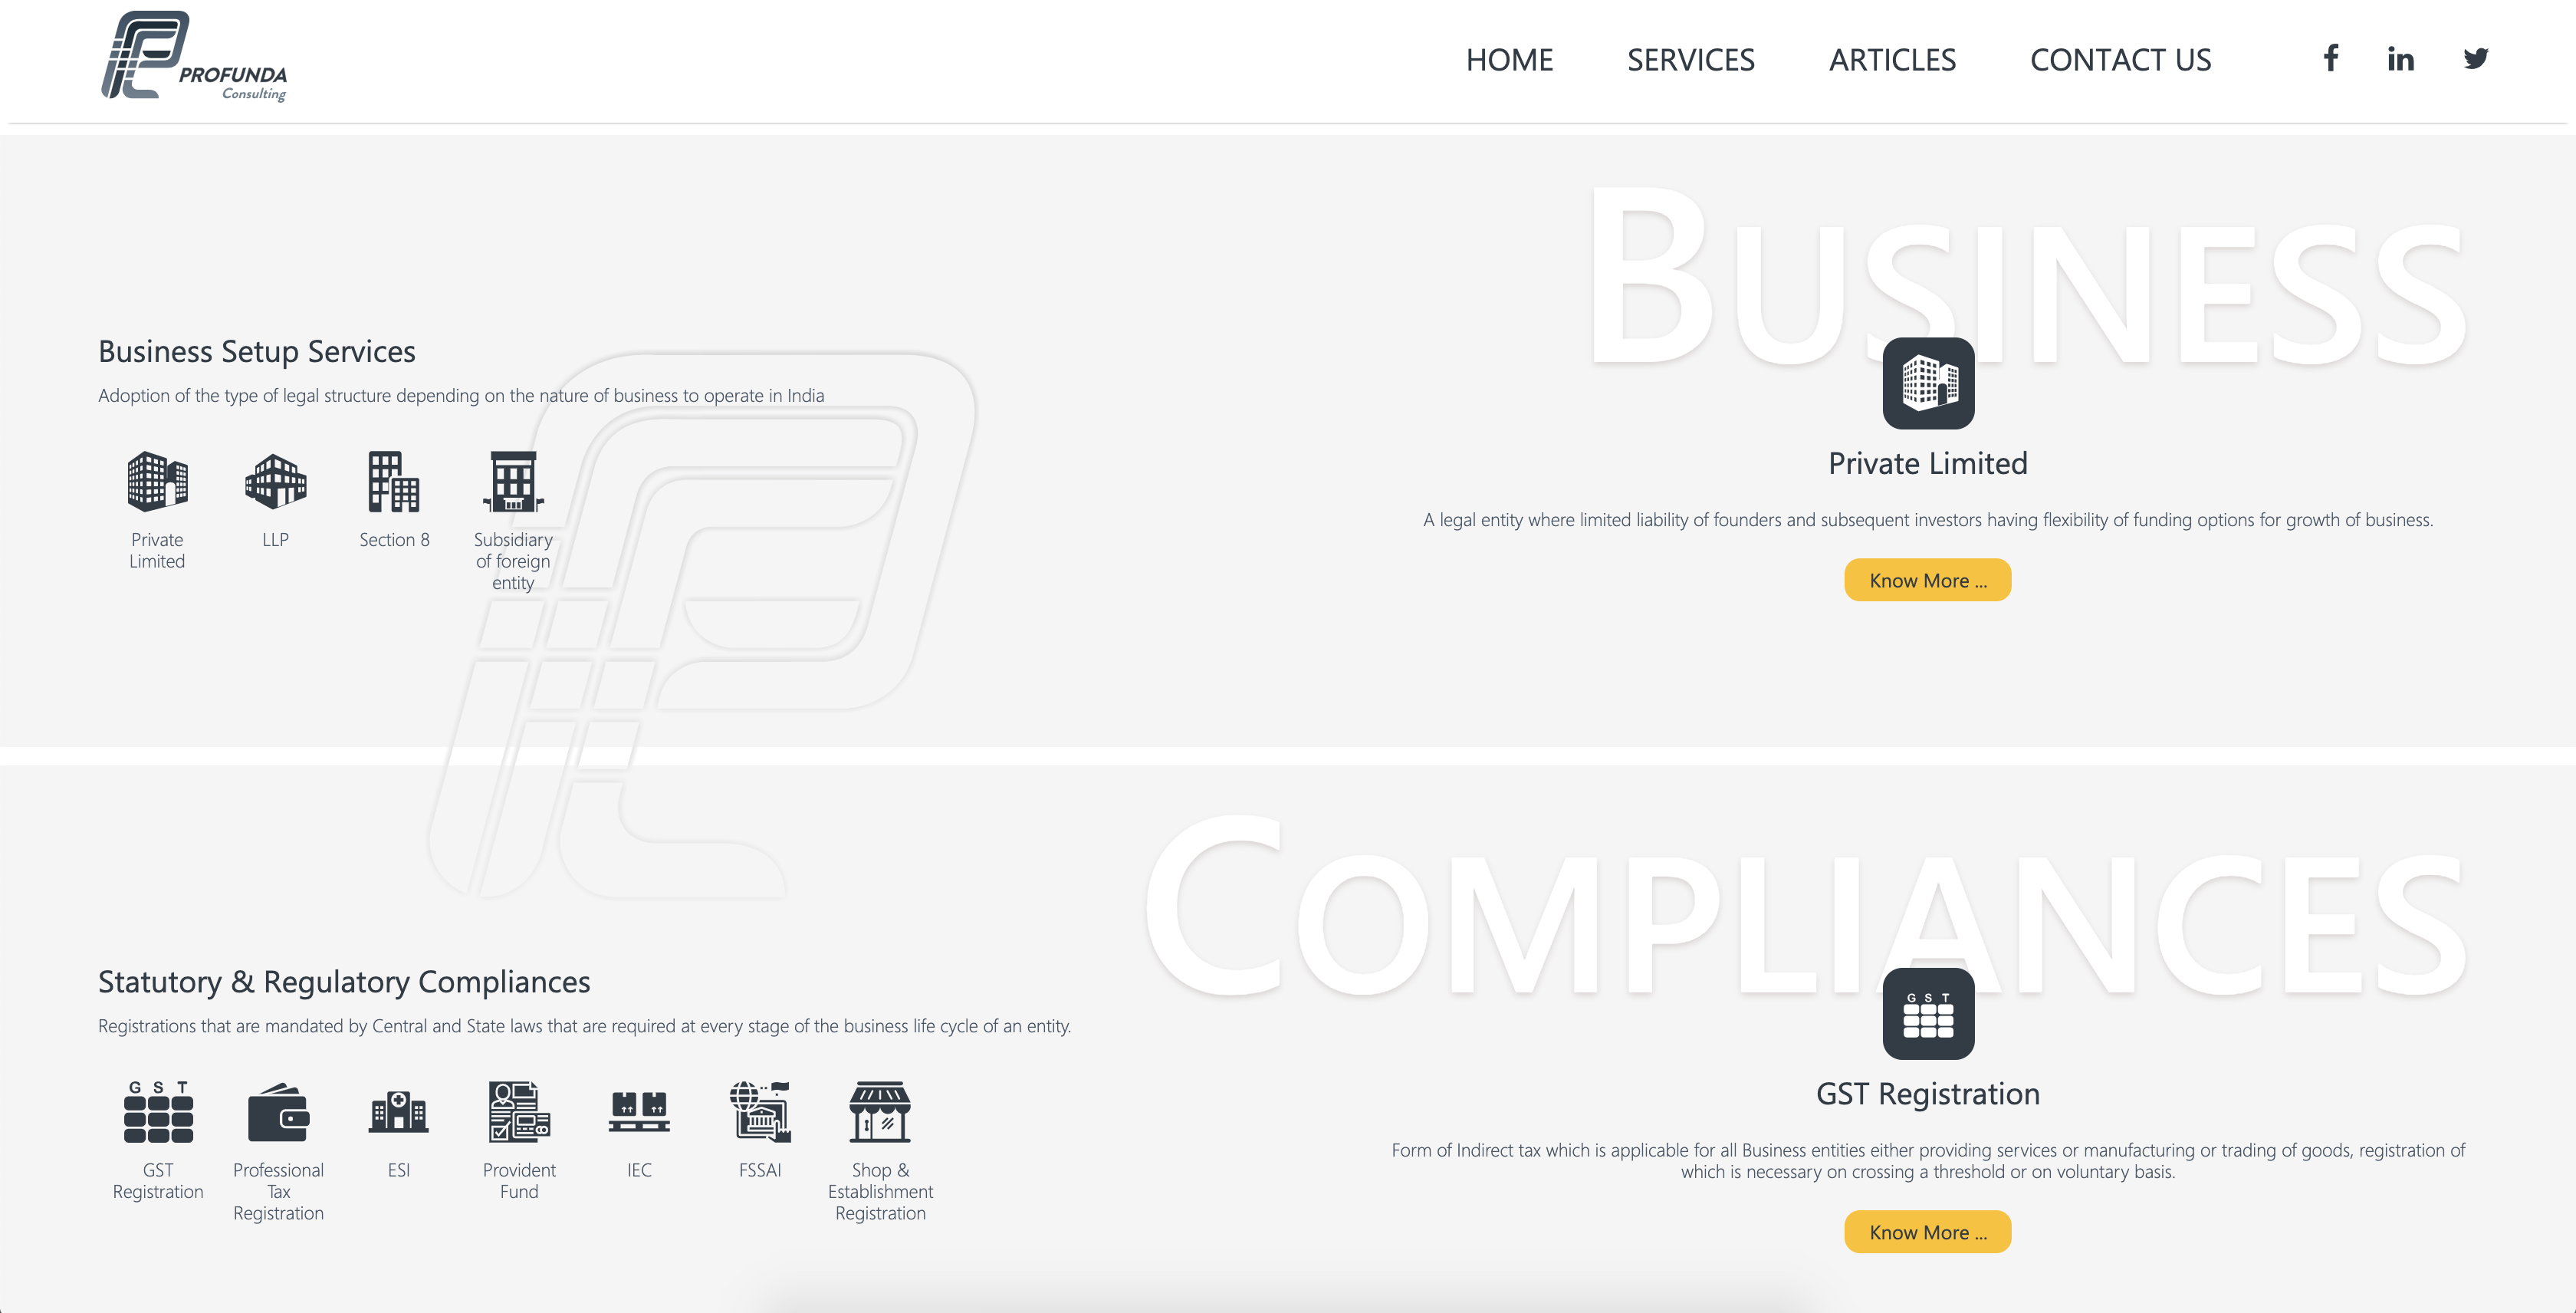 PROFUNDA
Consulting
HOME SERVICES ARTICLES CONTACT US
BUSINESS
Business Setup Services
Adoption of the type of legal structure depending on the nature of business to operate in India
Private
Limited
LLP
Section 8
Subsidiary
of foreign
entity
Private Limited
A legal entity where limited liability of founders and subsequent investors having flexibility of funding options for growth of business.
Know More ...
COMPLIANCES
Statutory & Regulatory Compliances
Registrations that are mandated by Central and State laws that are required at every stage of the business life cycle of an entity.
G S T
GST
Registration
Professional
Tax
Registration
ESI
Provident
Fund
IEC
FSSAI
Shop &
Establishment
Registration
G S T
GST Registration
Form of Indirect tax which is applicable for all Business entities either providing services or manufacturing or trading of goods, registration of
which is necessary on crossing a threshold or on voluntary basis.
Know More ...